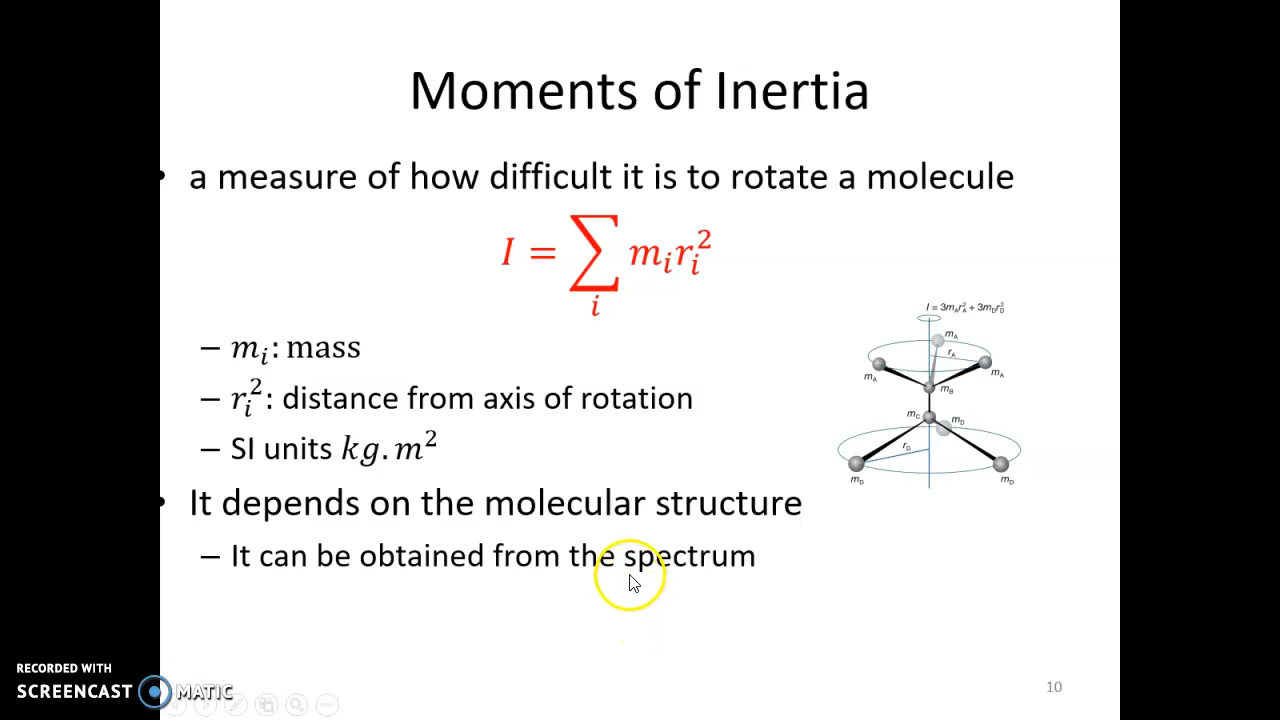 Moments of Inertia
• a measure of how difficult it is to rotate a molecule
I = ∑ᵢ mᵢrᵢ²
– mᵢ: mass
– rᵢ²: distance from axis of rotation
– SI units kg.m²
• It depends on the molecular structure
– It can be obtained from the spectrum
I = 3m_A r_A² + 3m_D r_D²
m_A
r_A
m_A
m_A
m_B
m_C
m_D
r_D
m_D
m_D
RECORDED WITH
SCREENCAST MATIC
10